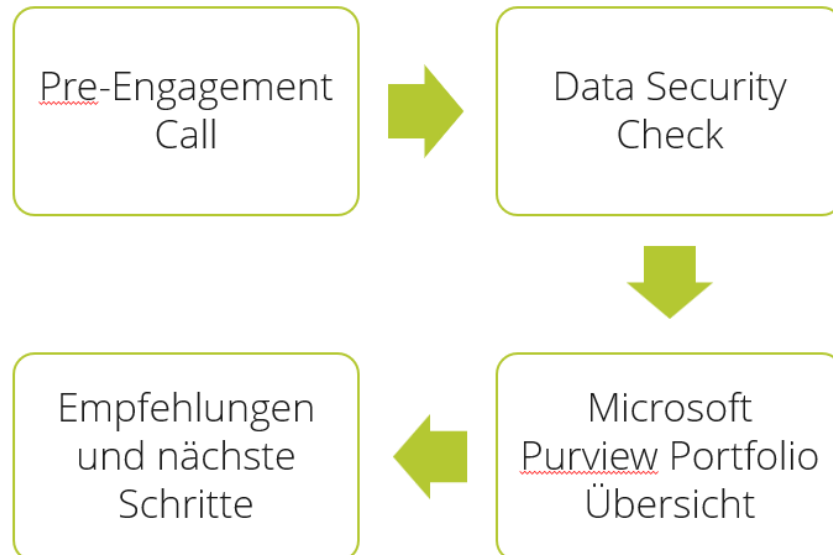 Pre-Engagement
Call
Data Security
Check
Microsoft
Purview Portfolio
Übersicht
Empfehlungen
und nächste
Schritte